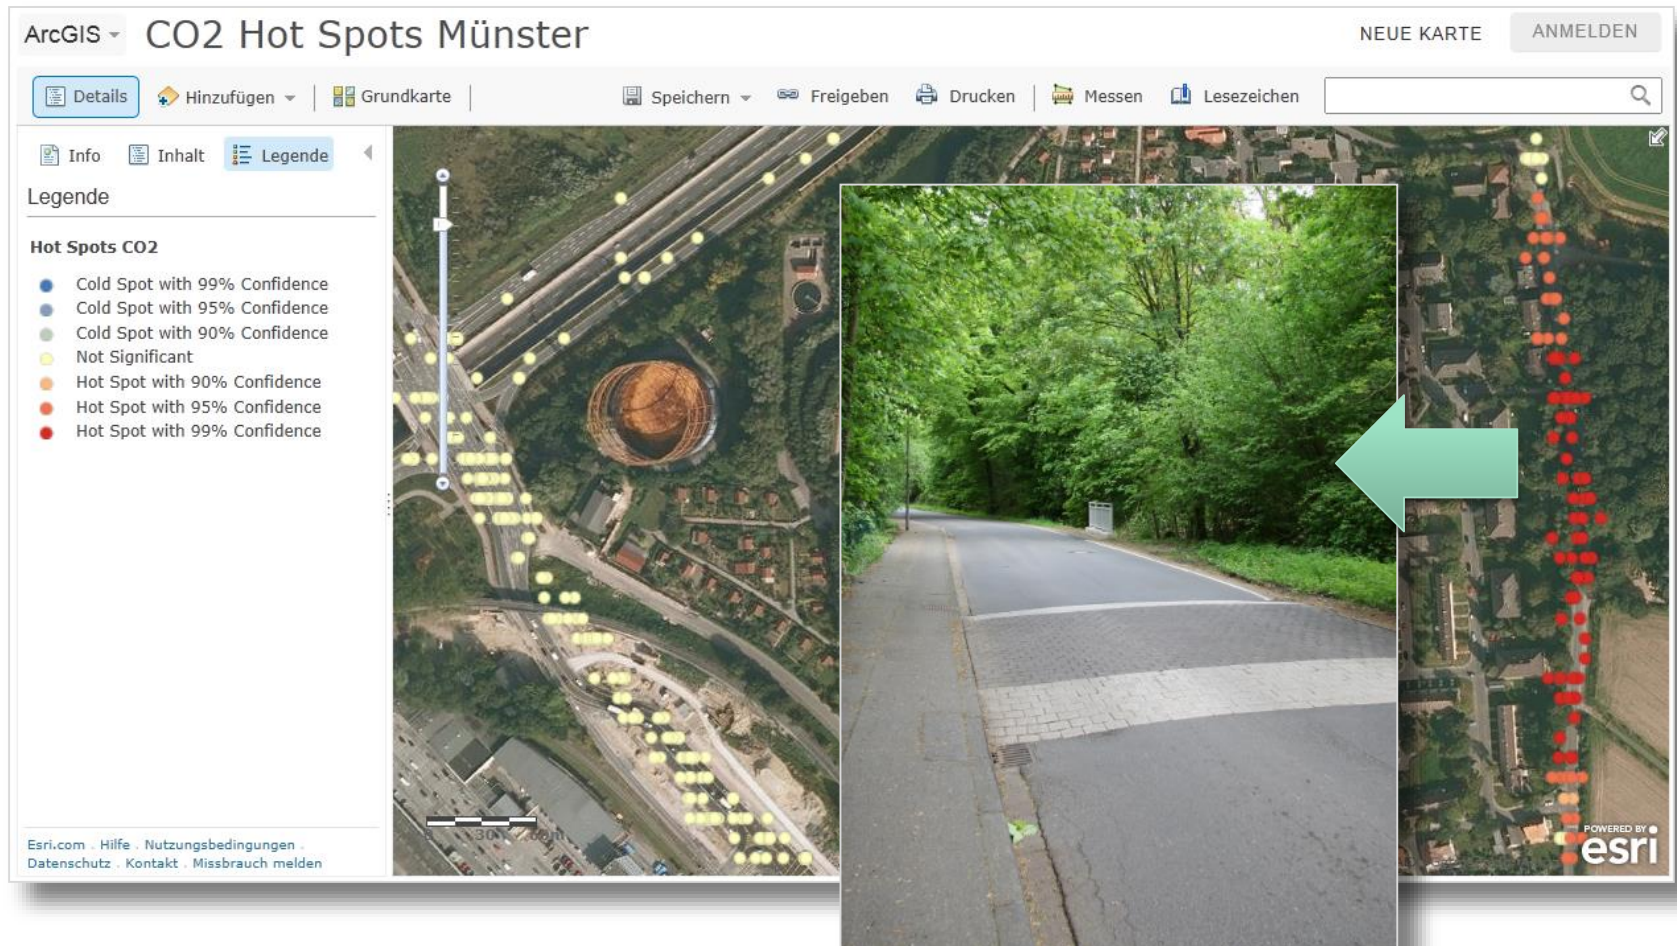 ArcGIS CO2 Hot Spots Münster NEUE KARTE ANMELDEN
Details Hinzufügen Grundkarte Speichern Freigeben Drucken Messen Lesezeichen
Info Inhalt Legende
Legende
Hot Spots CO2
Cold Spot with 99% Confidence
Cold Spot with 95% Confidence
Cold Spot with 90% Confidence
Not Significant
Hot Spot with 90% Confidence
Hot Spot with 95% Confidence
Hot Spot with 99% Confidence
Esri.com . Hilfe . Nutzungsbedingungen .
Datenschutz . Kontakt . Missbrauch melden
POWERED BY
esri